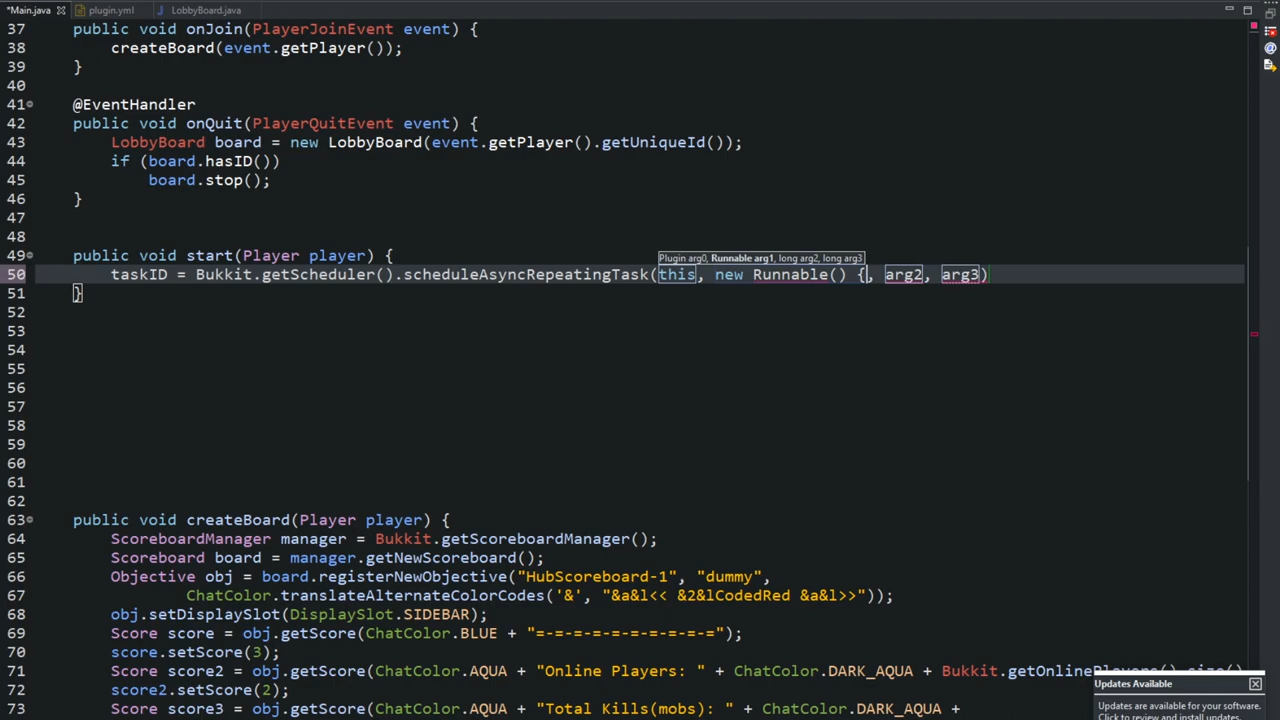 *Main.java plugin.yml LobbyBoard.java
37 public void onJoin(PlayerJoinEvent event) {
38 createBoard(event.getPlayer());
39 }
40
41 @EventHandler
42 public void onQuit(PlayerQuitEvent event) {
43 LobbyBoard board = new LobbyBoard(event.getPlayer().getUniqueId());
44 if (board.hasID())
45 board.stop();
46 }
47
48
49 public void start(Player player) {
Plugin arg0, Runnable arg1, long arg2, long arg3
50 taskID = Bukkit.getScheduler().scheduleAsyncRepeatingTask(this, new Runnable() {, arg2, arg3)
51 }
52
53
54
55
56
57
58
59
60
61
62
63 public void createBoard(Player player) {
64 ScoreboardManager manager = Bukkit.getScoreboardManager();
65 Scoreboard board = manager.getNewScoreboard();
66 Objective obj = board.registerNewObjective("HubScoreboard-1", "dummy",
67 ChatColor.translateAlternateColorCodes('&', "&a&l<< &2&lCodedRed &a&l>>"));
68 obj.setDisplaySlot(DisplaySlot.SIDEBAR);
69 Score score = obj.getScore(ChatColor.BLUE + "=-=-=-=-=-=-=-=-=-=");
70 score.setScore(3);
71 Score score2 = obj.getScore(ChatColor.AQUA + "Online Players: " + ChatColor.DARK_AQUA + Bukkit.getOnlinePlayers().size()
72 score2.setScore(2);
73 Score score3 = obj.getScore(ChatColor.AQUA + "Total Kills(mobs): " + ChatColor.DARK_AQUA +
Updates Available
Updates are available for your software.
Click to review and install updates.